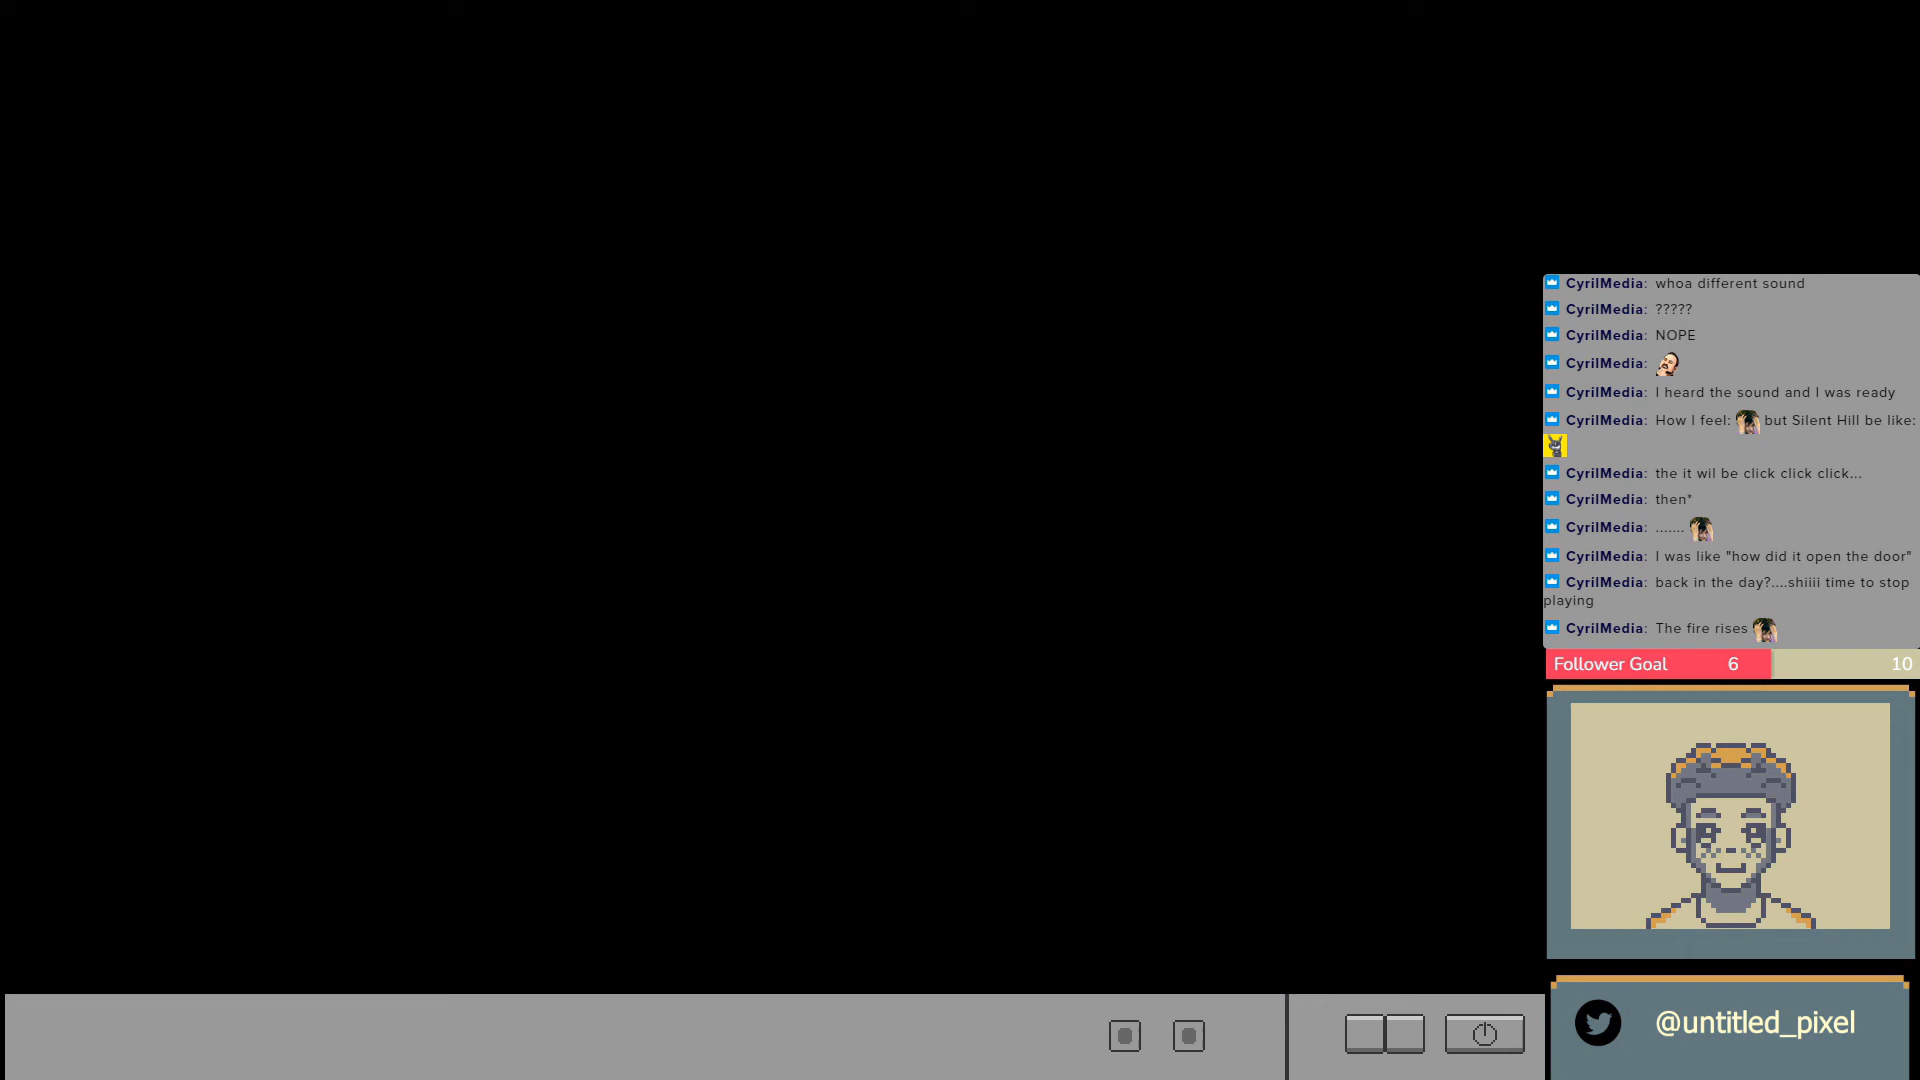 CyrilMedia: whoa different sound
CyrilMedia: ?????
CyrilMedia: NOPE
CyrilMedia:
CyrilMedia: I heard the sound and I was ready
CyrilMedia: How I feel: but Silent Hill be like:
CyrilMedia: the it wil be click click click...
CyrilMedia: then*
CyrilMedia: .......
CyrilMedia: I was like "how did it open the door"
CyrilMedia: back in the day?....shiiii time to stop
playing
CyrilMedia: The fire rises
Follower Goal 6 10
@untitled_pixel